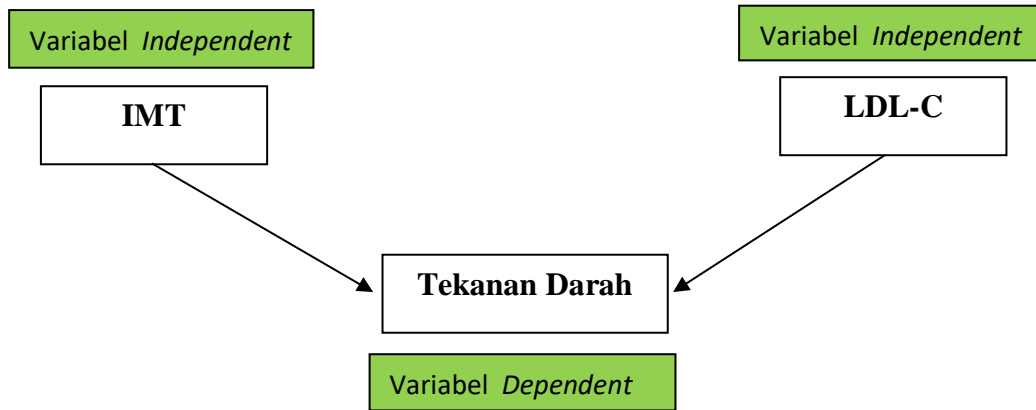 Variabel Independent
Variabel Independent
IMT
LDL-C
Tekanan Darah
Variabel Dependent